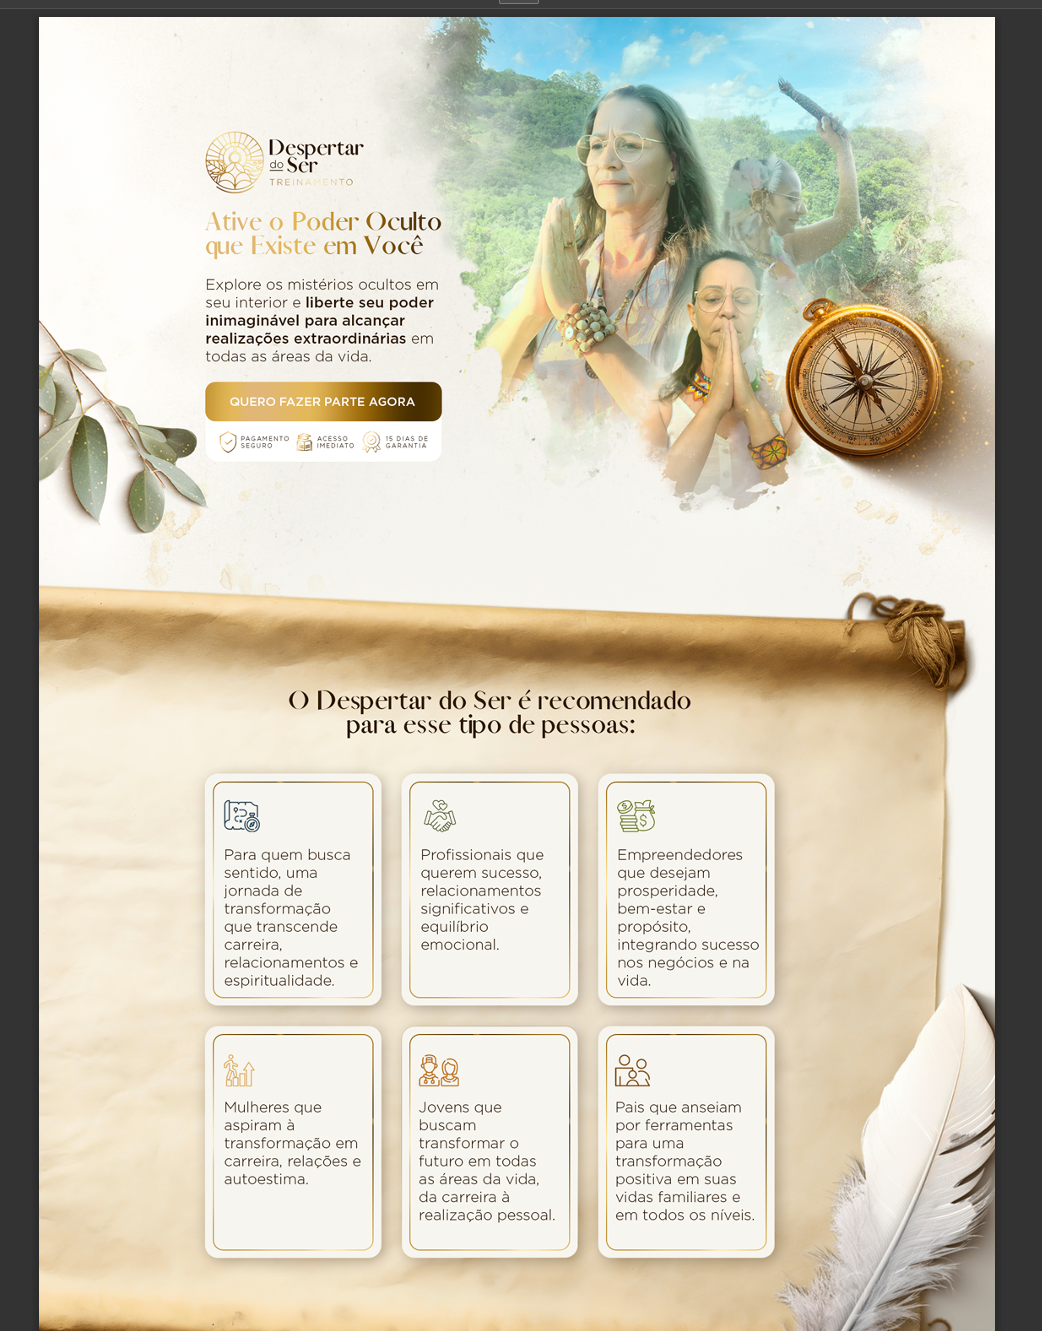 Despertar
do Ser
TREINAMENTO
Ative o Poder Oculto
que Existe em Você
Explore os mistérios ocultos em
seu interior e liberte seu poder
inimaginável para alcançar
realizações extraordinárias em
todas as áreas da vida.
QUERO FAZER PARTE AGORA
PAGAMENTO
SEGURO
ACESSO
IMEDIATO
15 DIAS DE
GARANTIA
O Despertar do Ser é recomendado
para esse tipo de pessoas:
Para quem busca
sentido, uma
jornada de
transformação
que transcende
carreira,
relacionamentos e
espiritualidade.
Profissionais que
querem sucesso,
relacionamentos
significativos e
equilíbrio
emocional.
Empreendedores
que desejam
prosperidade,
bem-estar e
propósito,
integrando sucesso
nos negócios e na
vida.
Mulheres que
aspiram à
transformação em
carreira, relações e
autoestima.
Jovens que
buscam
transformar o
futuro em todas
as áreas da vida,
da carreira à
realização pessoal.
Pais que anseiam
por ferramentas
para uma
transformação
positiva em suas
vidas familiares e
em todos os níveis.